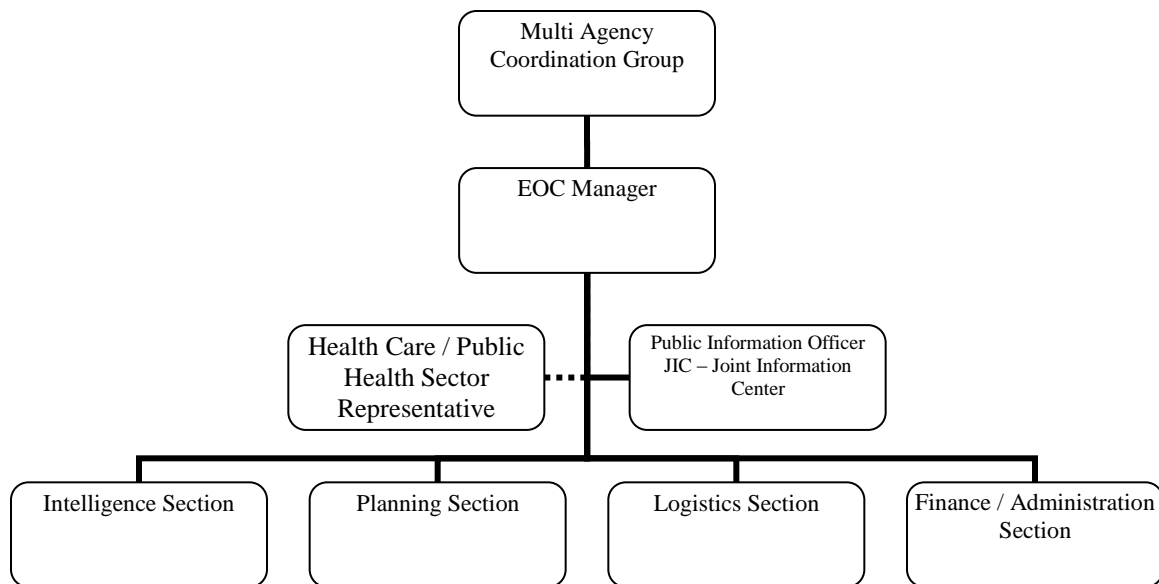 Multi Agency
Coordination Group
EOC Manager
Health Care / Public
Health Sector
Representative
Public Information Officer
JIC – Joint Information
Center
Intelligence Section
Planning Section
Logistics Section
Finance / Administration
Section